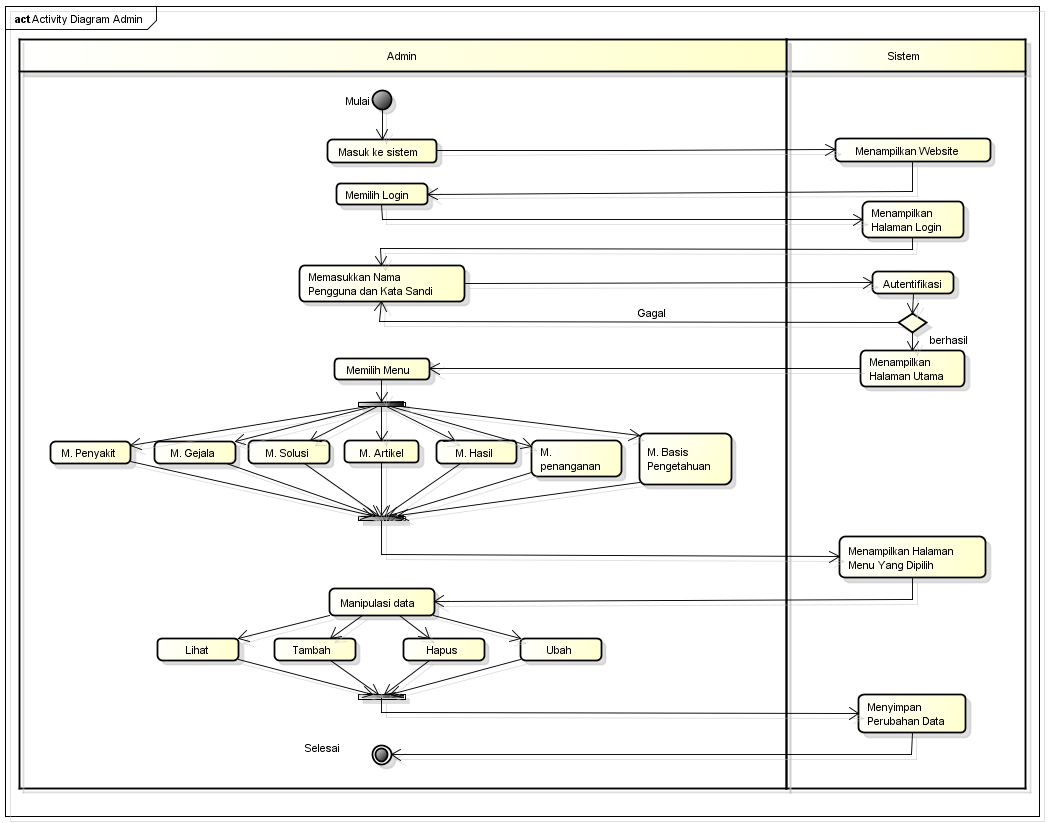 act Activity Diagram Admin
Admin
Sistem
Mulai
Masuk ke sistem
Menampilkan Website
Memilih Login
Menampilkan
Halaman Login
Memasukkan Nama
Pengguna dan Kata Sandi
Autentifikasi
Gagal
berhasil
Memilih Menu
Menampilkan
Halaman Utama
M. Penyakit
M. Gejala
M. Solusi
M. Artikel
M. Hasil
M.
penanganan
M. Basis
Pengetahuan
Menampilkan Halaman
Menu Yang Dipilih
Manipulasi data
Lihat
Tambah
Hapus
Ubah
Menyimpan
Perubahan Data
Selesai